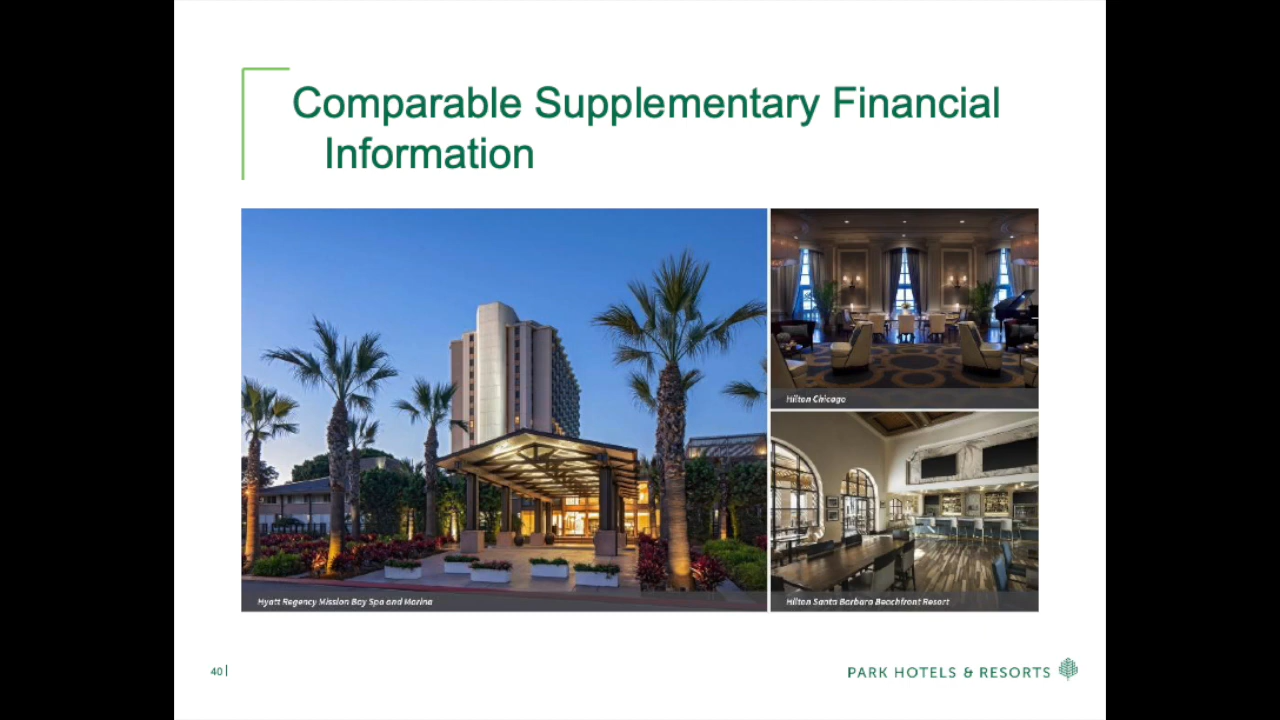 Comparable Supplementary Financial
Information
Hilton Chicago
Hyatt Regency Mission Bay Spa and Marina
Hilton Santa Barbara Beachfront Resort
40
PARK HOTELS & RESORTS